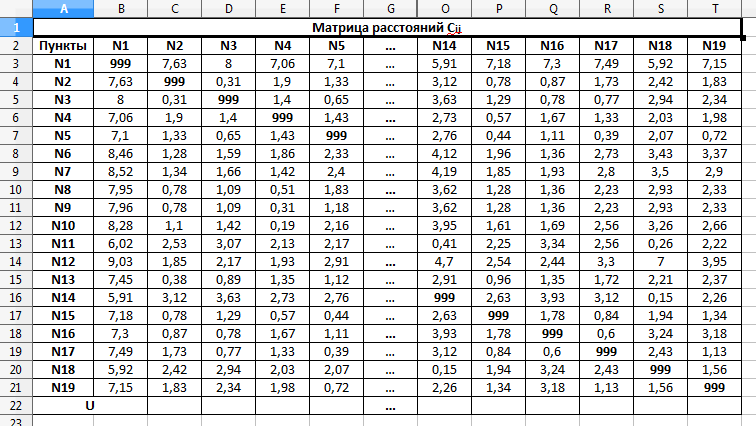 A B C D E F G O P Q R S T
1 Матрица расстояний Cij
2 Пункты N1 N2 N3 N4 N5 ... N14 N15 N16 N17 N18 N19
3 N1 999 7,63 8 7,06 7,1 ... 5,91 7,18 7,3 7,49 5,92 7,15
4 N2 7,63 999 0,31 1,9 1,33 ... 3,12 0,78 0,87 1,73 2,42 1,83
5 N3 8 0,31 999 1,4 0,65 ... 3,63 1,29 0,78 0,77 2,94 2,34
6 N4 7,06 1,9 1,4 999 1,43 ... 2,73 0,57 1,67 1,33 2,03 1,98
7 N5 7,1 1,33 0,65 1,43 999 ... 2,76 0,44 1,11 0,39 2,07 0,72
8 N6 8,46 1,28 1,59 1,86 2,33 ... 4,12 1,96 1,36 2,73 3,43 3,37
9 N7 8,52 1,34 1,66 1,42 2,4 ... 4,19 1,85 1,93 2,8 3,5 2,9
10 N8 7,95 0,78 1,09 0,51 1,83 ... 3,62 1,28 1,36 2,23 2,93 2,33
11 N9 7,96 0,78 1,09 0,31 1,18 ... 3,62 1,28 1,36 2,23 2,93 2,33
12 N10 8,28 1,1 1,42 0,19 2,16 ... 3,95 1,61 1,69 2,56 3,26 2,66
13 N11 6,02 2,53 3,07 2,13 2,17 ... 0,41 2,25 3,34 2,56 0,26 2,22
14 N12 9,03 1,85 2,17 1,93 2,91 ... 4,7 2,54 2,44 3,3 7 3,95
15 N13 7,45 0,38 0,89 1,35 1,12 ... 2,91 0,96 1,35 1,72 2,21 2,37
16 N14 5,91 3,12 3,63 2,73 2,76 ... 999 2,63 3,93 3,12 0,15 2,26
17 N15 7,18 0,78 1,29 0,57 0,44 ... 2,63 999 1,78 0,84 1,94 1,34
18 N16 7,3 0,87 0,78 1,67 1,11 ... 3,93 1,78 999 0,6 3,24 3,18
19 N17 7,49 1,73 0,77 1,33 0,39 ... 3,12 0,84 0,6 999 2,43 1,13
20 N18 5,92 2,42 2,94 2,03 2,07 ... 0,15 1,94 3,24 2,43 999 1,56
21 N19 7,15 1,83 2,34 1,98 0,72 ... 2,26 1,34 3,18 1,13 1,56 999
22 U ...
23